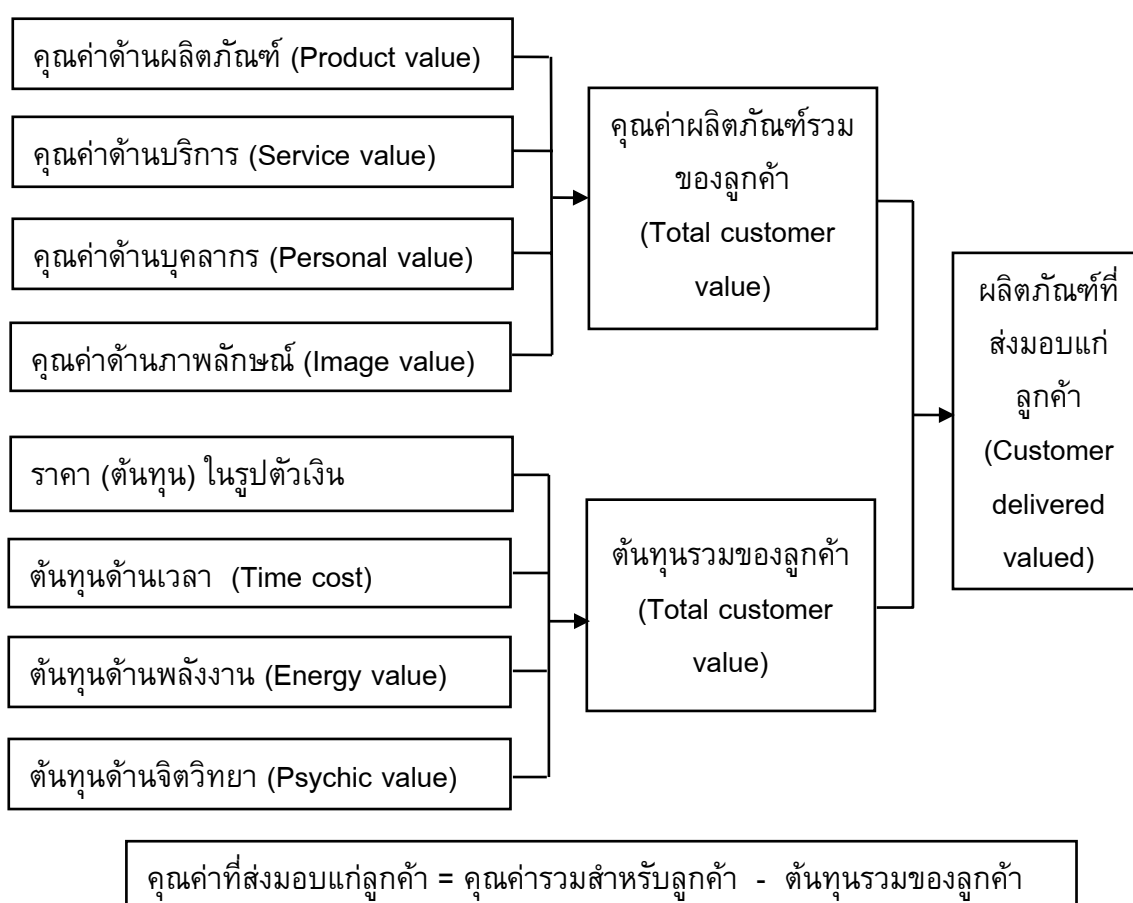 คุณค่าด้านผลิตภัณฑ์ (Product value)
คุณค่าด้านบริการ (Service value)
คุณค่าด้านบุคลากร (Personal value)
คุณค่าด้านภาพลักษณ์ (Image value)
คุณค่าผลิตภัณฑ์รวม
ของลูกค้า
(Total customer
value)
ราคา (ต้นทุน) ในรูปตัวเงิน
ต้นทุนด้านเวลา (Time cost)
ต้นทุนด้านพลังงาน (Energy value)
ต้นทุนด้านจิตวิทยา (Psychic value)
ต้นทุนรวมของลูกค้า
(Total customer
value)
ผลิตภัณฑ์ที่
ส่งมอบแก่
ลูกค้า
(Customer
delivered
valued)
คุณค่าที่ส่งมอบแก่ลูกค้า = คุณค่ารวมสำหรับลูกค้า - ต้นทุนรวมของลูกค้า